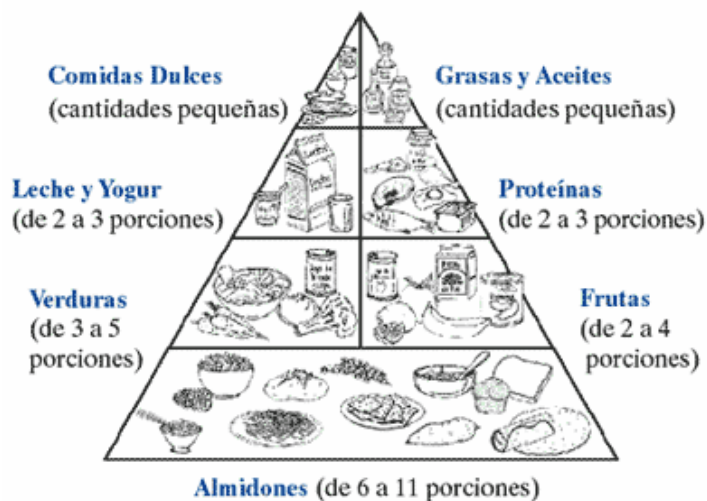 Comidas Dulces
(cantidades pequeñas)
Grasas y Aceites
(cantidades pequeñas)
Leche y Yogur
(de 2 a 3 porciones)
Proteínas
(de 2 a 3 porciones)
Verduras
(de 3 a 5
porciones)
Frutas
(de 2 a 4
porciones)
Almidones (de 6 a 11 porciones)